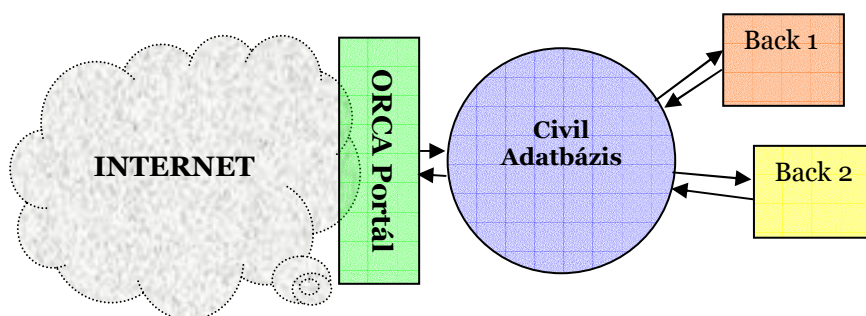 INTERNET
ORCA Portál
Civil
Adatbázis
Back 1
Back 2